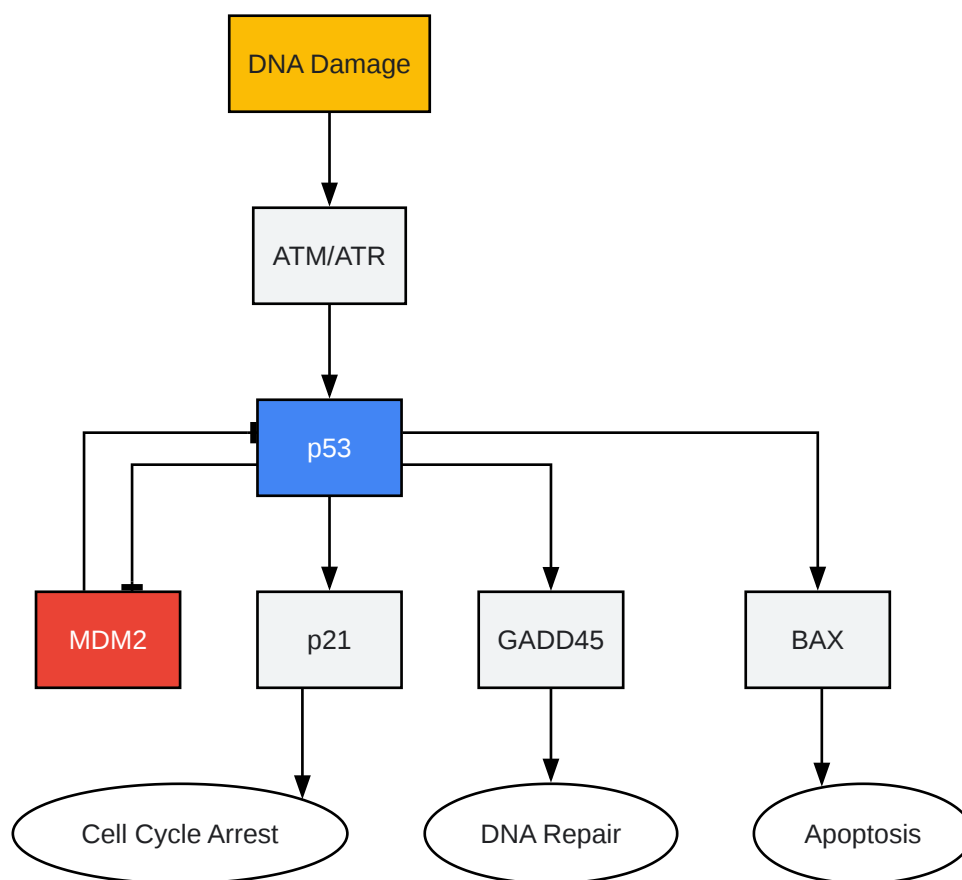 DNA Damage
ATM/ATR
p53
MDM2
p21
GADD45
BAX
Cell Cycle Arrest
DNA Repair
Apoptosis